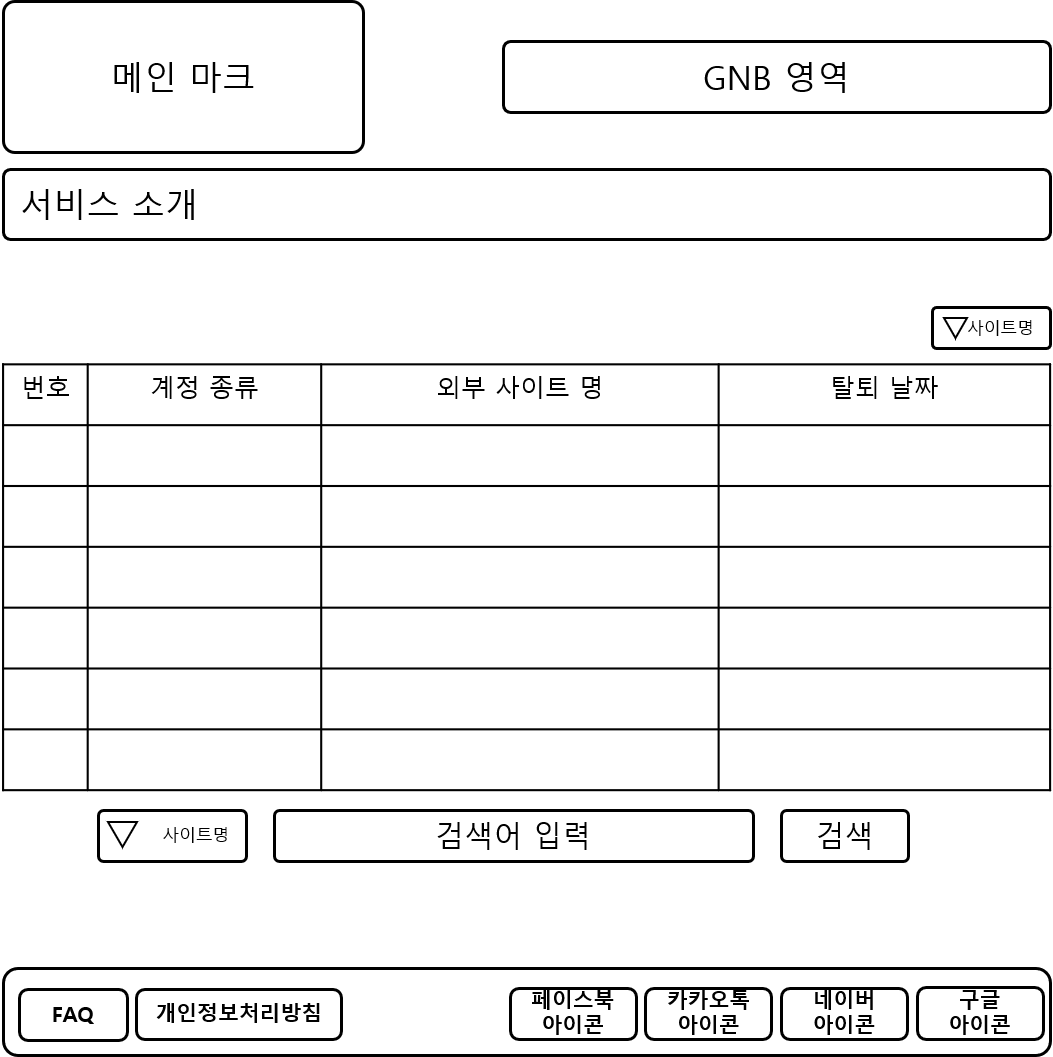 메인 마크
GNB 영역
서비스 소개
사이트명
번호 계정 종류 외부 사이트 명 탈퇴 날짜
사이트명
검색어 입력
검색
FAQ
개인정보처리방침
페이스북
아이콘
카카오톡
아이콘
네이버
아이콘
구글
아이콘